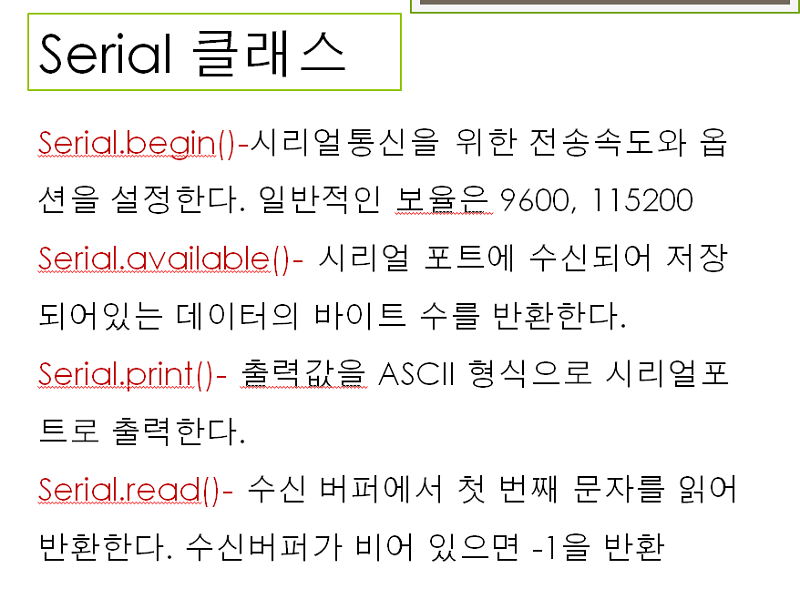 Serial 클래스
Serial.begin()-시리얼통신을 위한 전송속도와 옵
션을 설정한다. 일반적인 보율은 9600, 115200
Serial.available()- 시리얼 포트에 수신되어 저장
되어있는 데이터의 바이트 수를 반환한다.
Serial.print()- 출력값을 ASCII 형식으로 시리얼포
트로 출력한다.
Serial.read()- 수신 버퍼에서 첫 번째 문자를 읽어
반환한다. 수신버퍼가 비어 있으면 -1을 반환